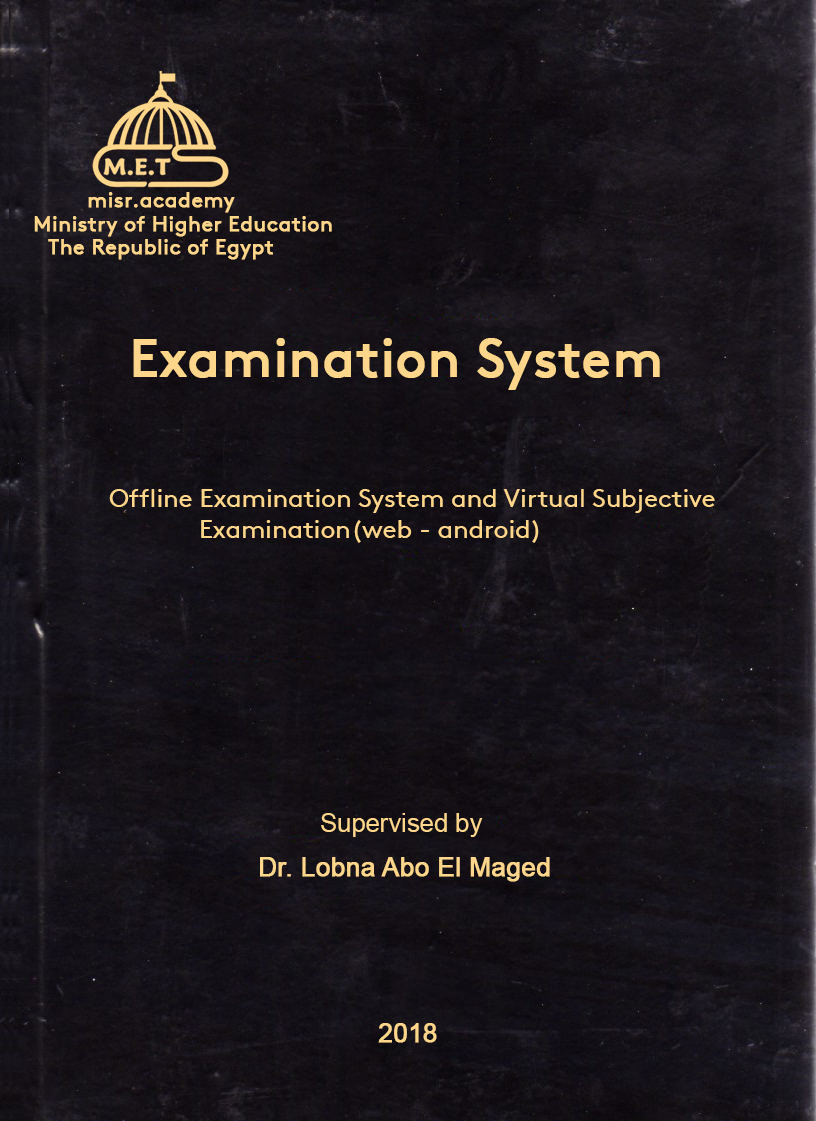 M.E.T
misr.academy
Ministry of Higher Education
The Republic of Egypt
Examination System
Offline Examination System and Virtual Subjective
Examination(web - android)
Supervised by
Dr. Lobna Abo El Maged
2018